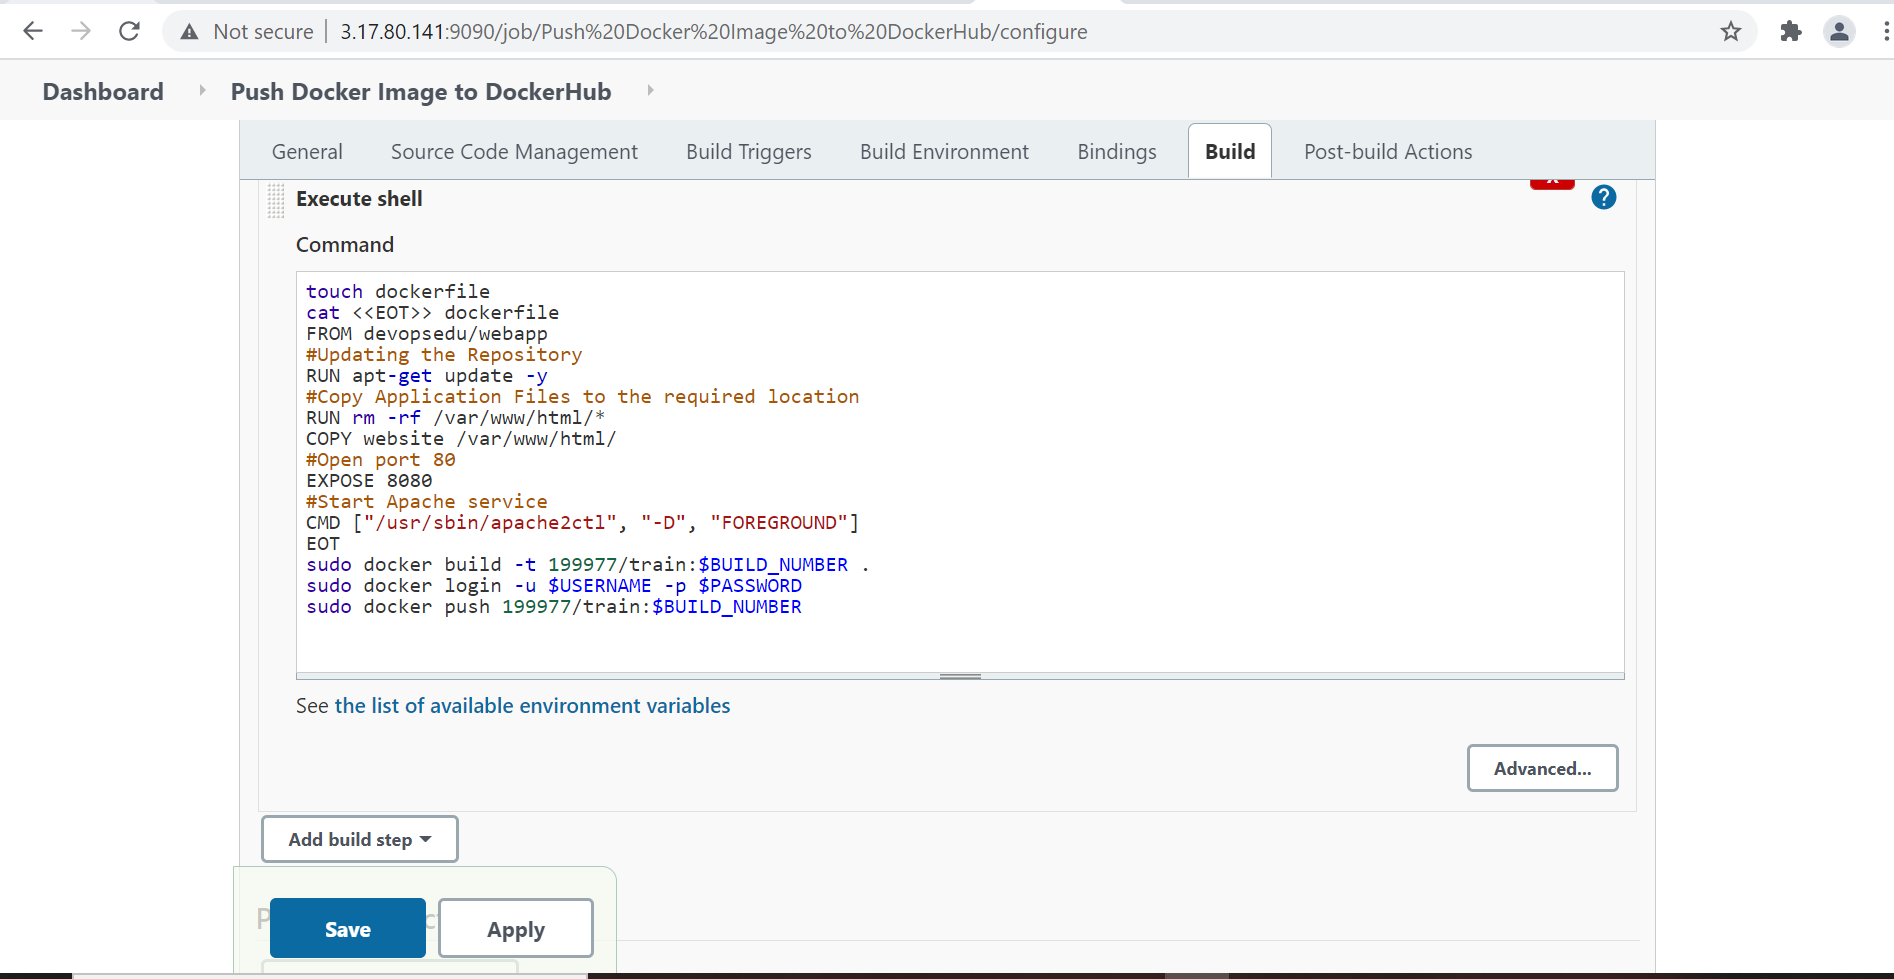 Not secure | 3.17.80.141:9090/job/Push%20Docker%20Image%20to%20DockerHub/configure
Dashboard Push Docker Image to DockerHub
General Source Code Management Build Triggers Build Environment Bindings Build Post-build Actions
Execute shell
?
Command
touch dockerfile
cat <<EOT>> dockerfile
FROM devopsedu/webapp
#Updating the Repository
RUN apt-get update -y
#Copy Application Files to the required location
RUN rm -rf /var/www/html/*
COPY website /var/www/html/
#Open port 80
EXPOSE 8080
#Start Apache service
CMD ["/usr/sbin/apache2ctl", "-D", "FOREGROUND"]
EOT
sudo docker build -t 199977/train:$BUILD_NUMBER .
sudo docker login -u $USERNAME -p $PASSWORD
sudo docker push 199977/train:$BUILD_NUMBER
See the list of available environment variables
Advanced...
Add build step
Save Apply